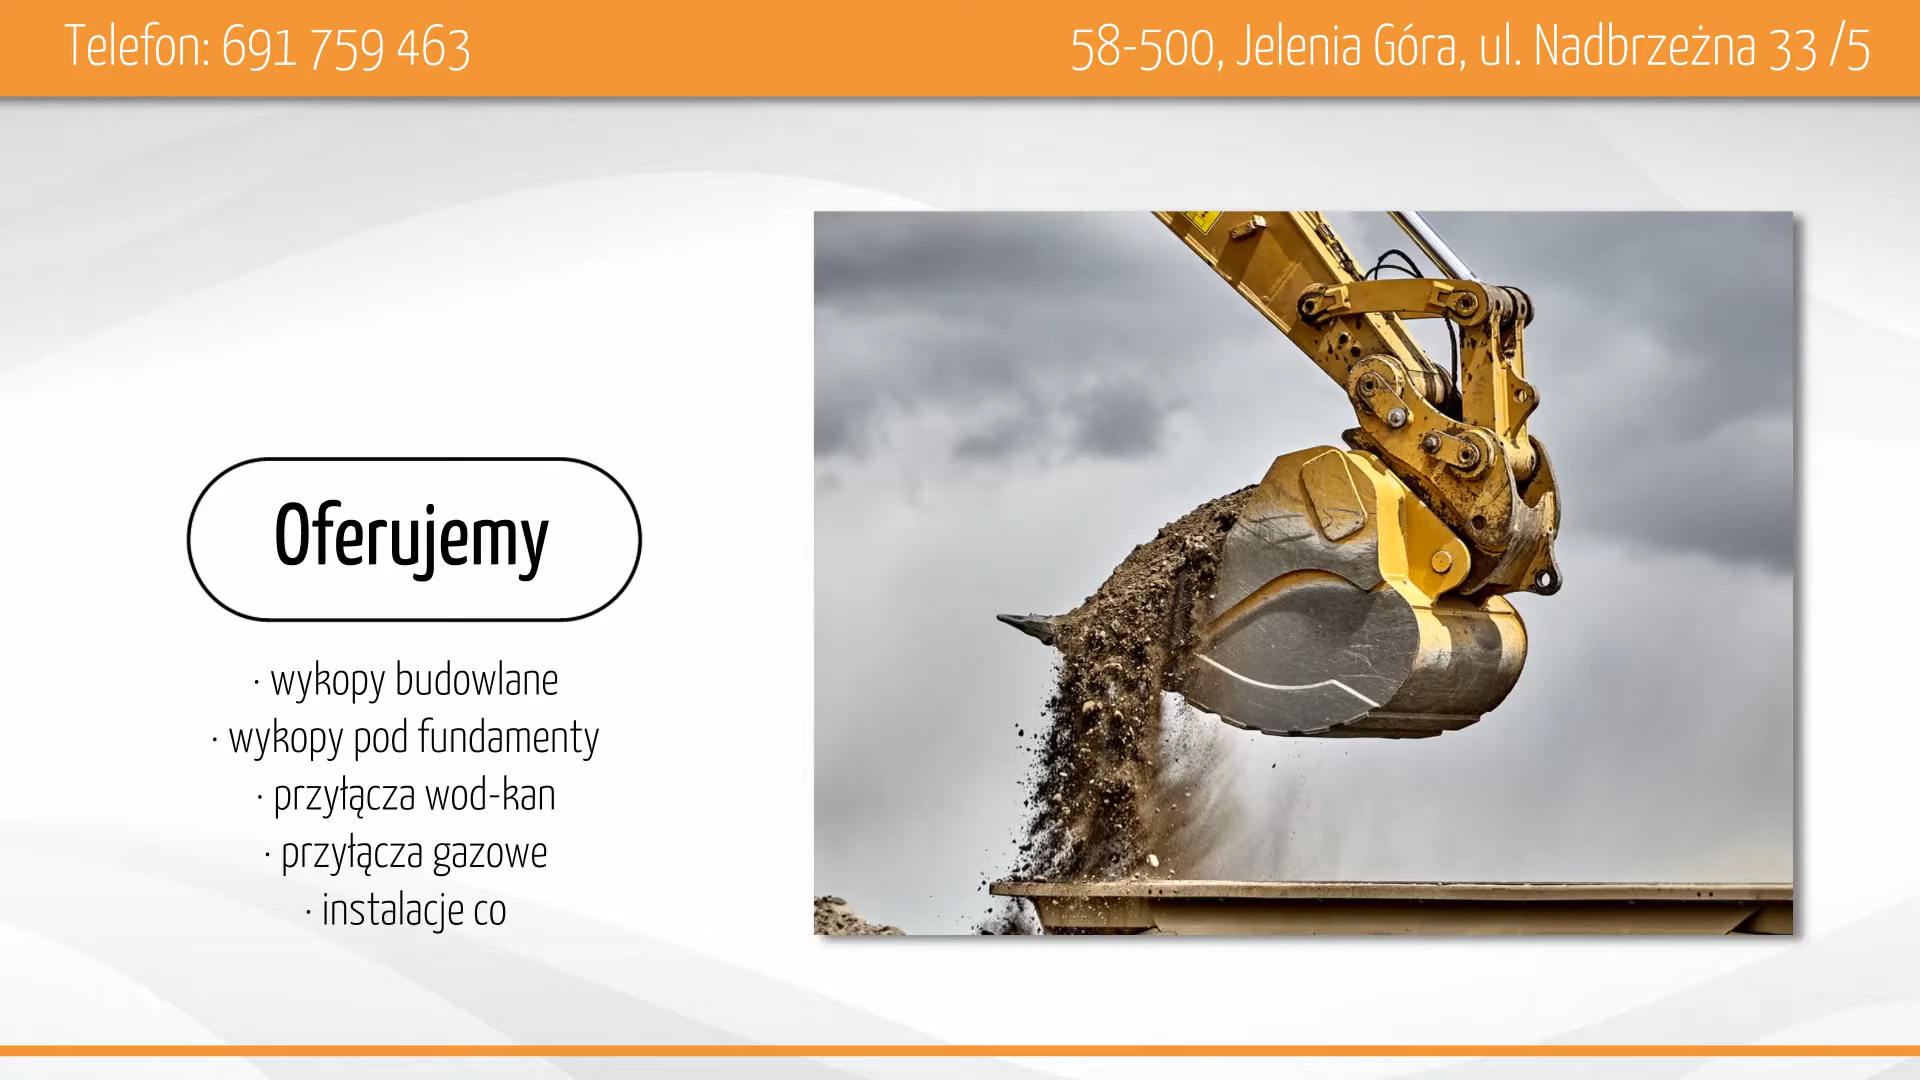 Telefon: 691 759 463
58-500, Jelenia Góra, ul. Nadbrzeżna 33 /5
Oferujemy
· wykopy budowlane
· wykopy pod fundamenty
· przyłącza wod-kan
· przyłącza gazowe
· instalacje co